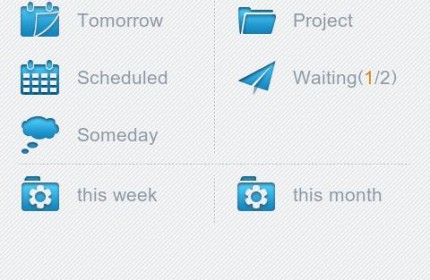 Tomorrow
Project
Scheduled
Waiting(1/2)
Someday
this week
this month